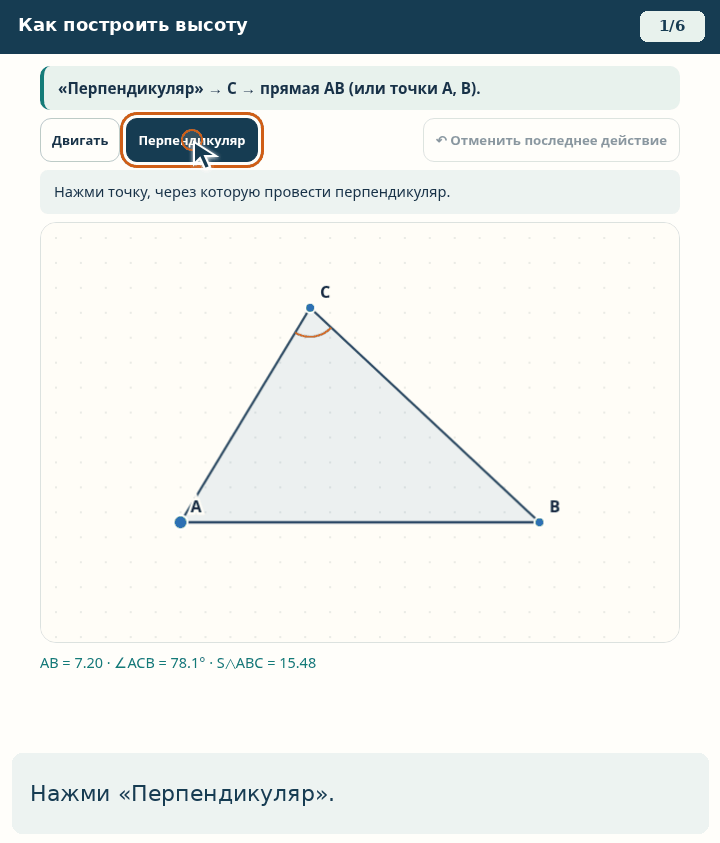 Как построить высоту
1/6
«Перпендикуляр» → C → прямая AB (или точки A, B).
Двигать
Перпендикуляр
↶ Отменить последнее действие
Нажми точку, через которую провести перпендикуляр.
C
A
B
AB = 7.20 · ∠ACB = 78.1° · S△ABC = 15.48
Нажми «Перпендикуляр».